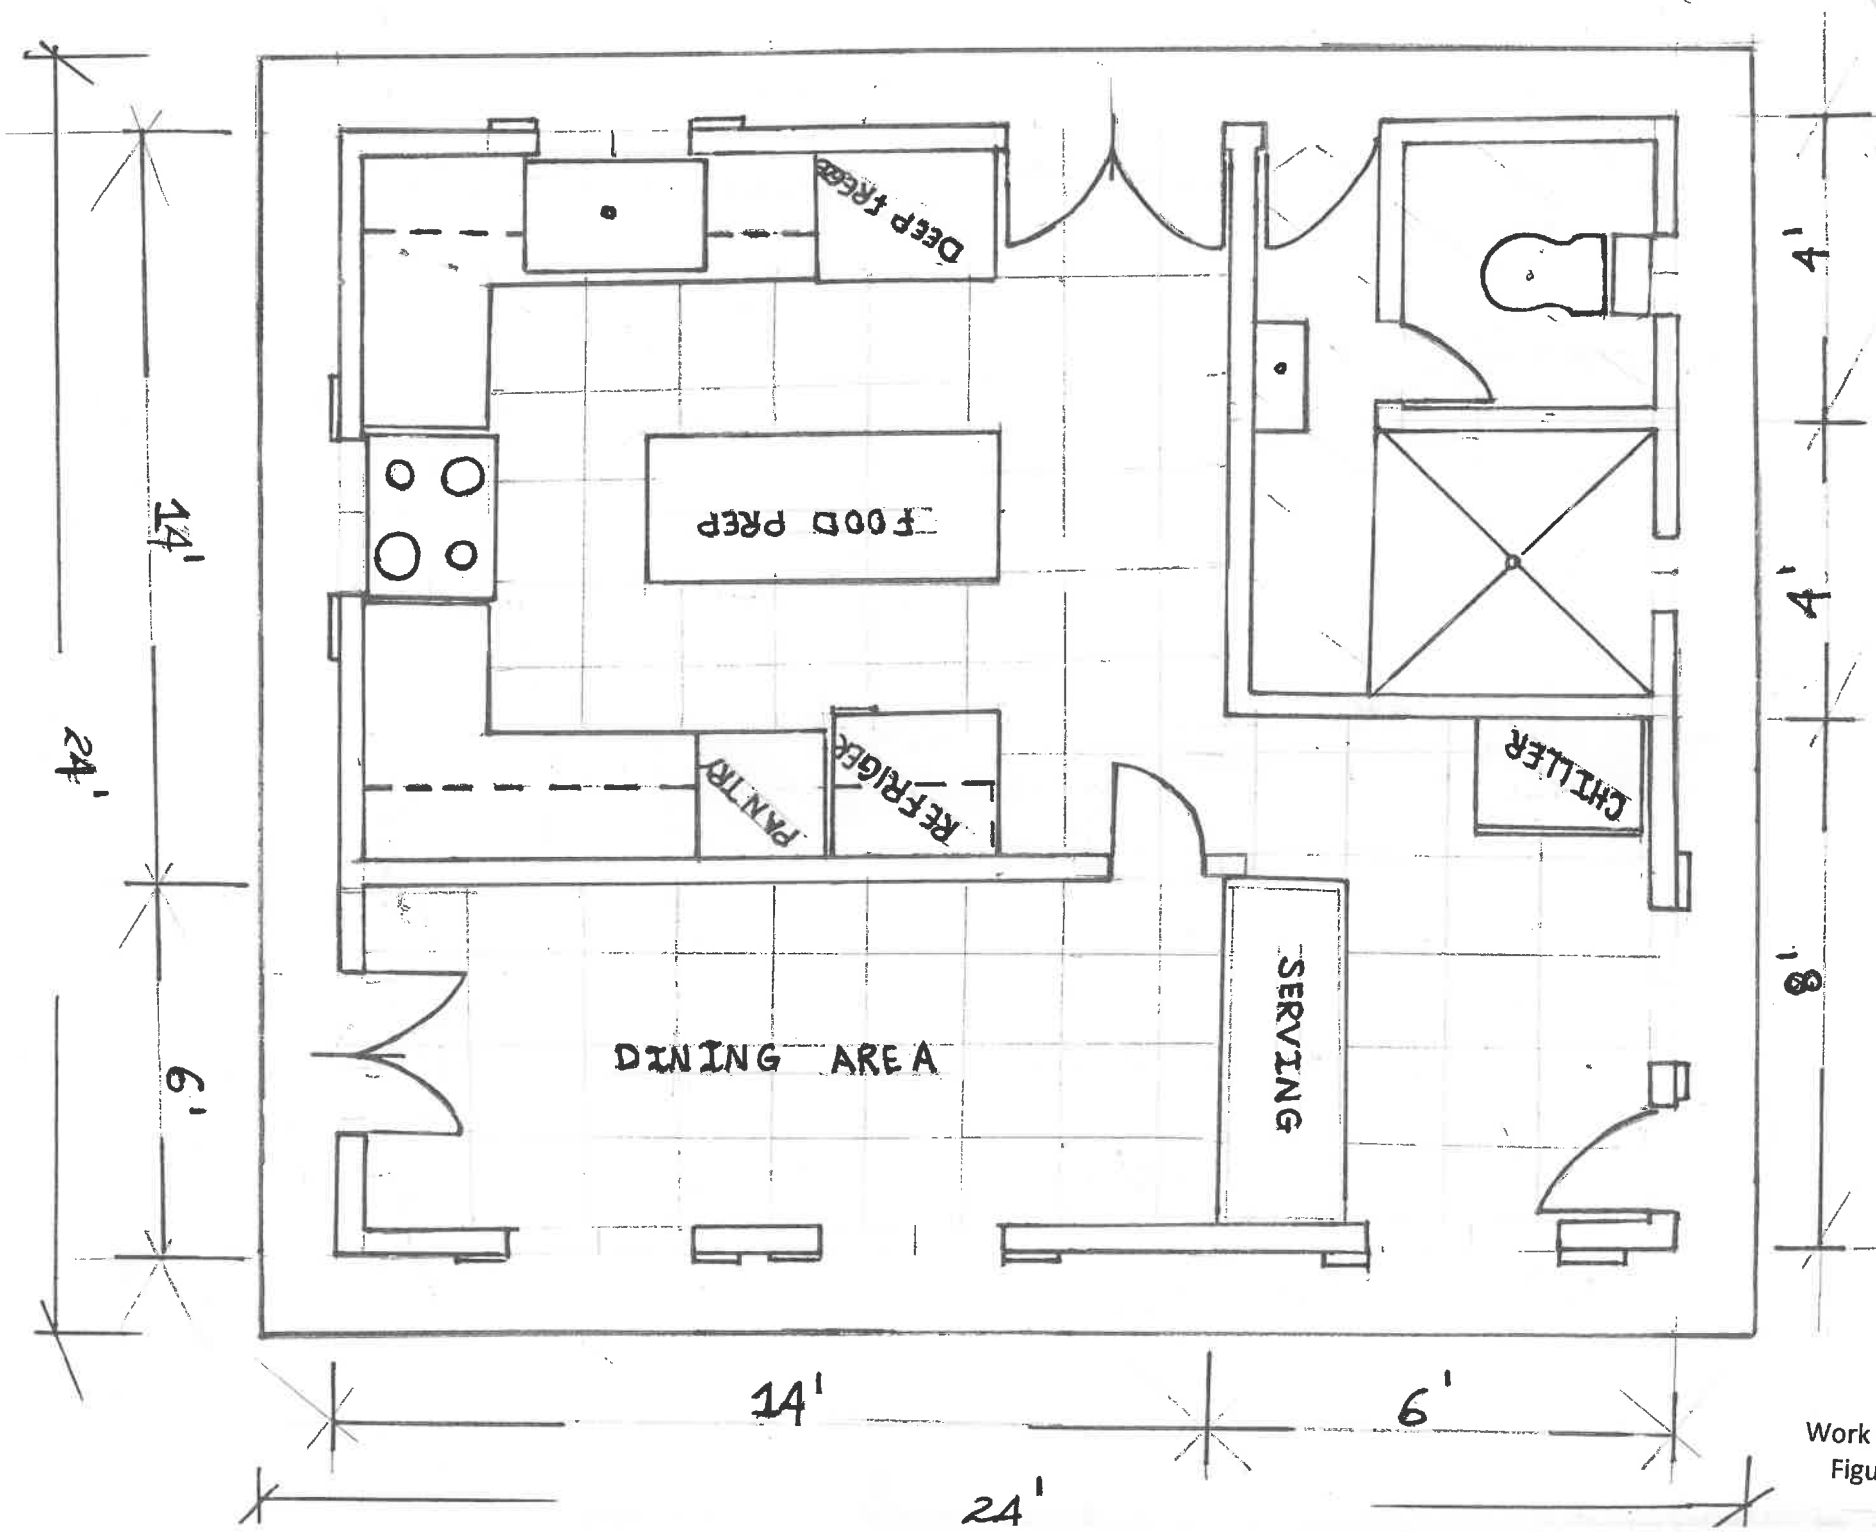 DEEP FREEZE
4'
14'
FOOD PREP
4'
24'
CHILLER
REFRIGER
PANTRY
8'
SERVING
DINING AREA
6'
14'
6'
Work
Figu
24'